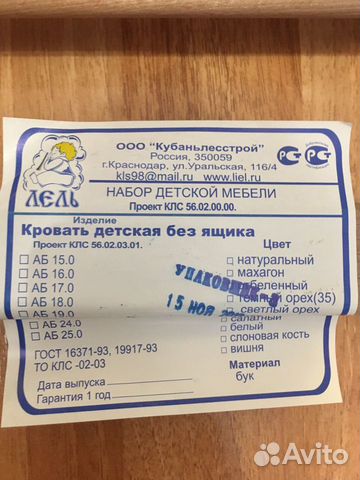 ЛЕЛЬ
ООО "Кубаньлесстрой"
Россия, 350059
г.Краснодар, ул.Уральская, 116/4
kls98@mail.ru www.liel.ru
НАБОР ДЕТСКОЙ МЕБЕЛИ
Проект КЛС 56.02.00.00.
Изделие
Кровать детская без ящика
Проект КЛС 56.02.03.01.
АБ 15.0
АБ 16.0
АБ 17.0
АБ 18.0
АБ 19.0
АБ 24.0
АБ 25.0
Цвет
натуральный
махагон
беленный
темный орех(35)
светлый орех
салатный
белый
слоновая кость
вишня
УПАКОВЩИК
15 НОЯ
ГОСТ 16371-93, 19917-93
ТО КЛС -02-03
Материал
бук
Дата выпуска
Гарантия 1 год
Avito